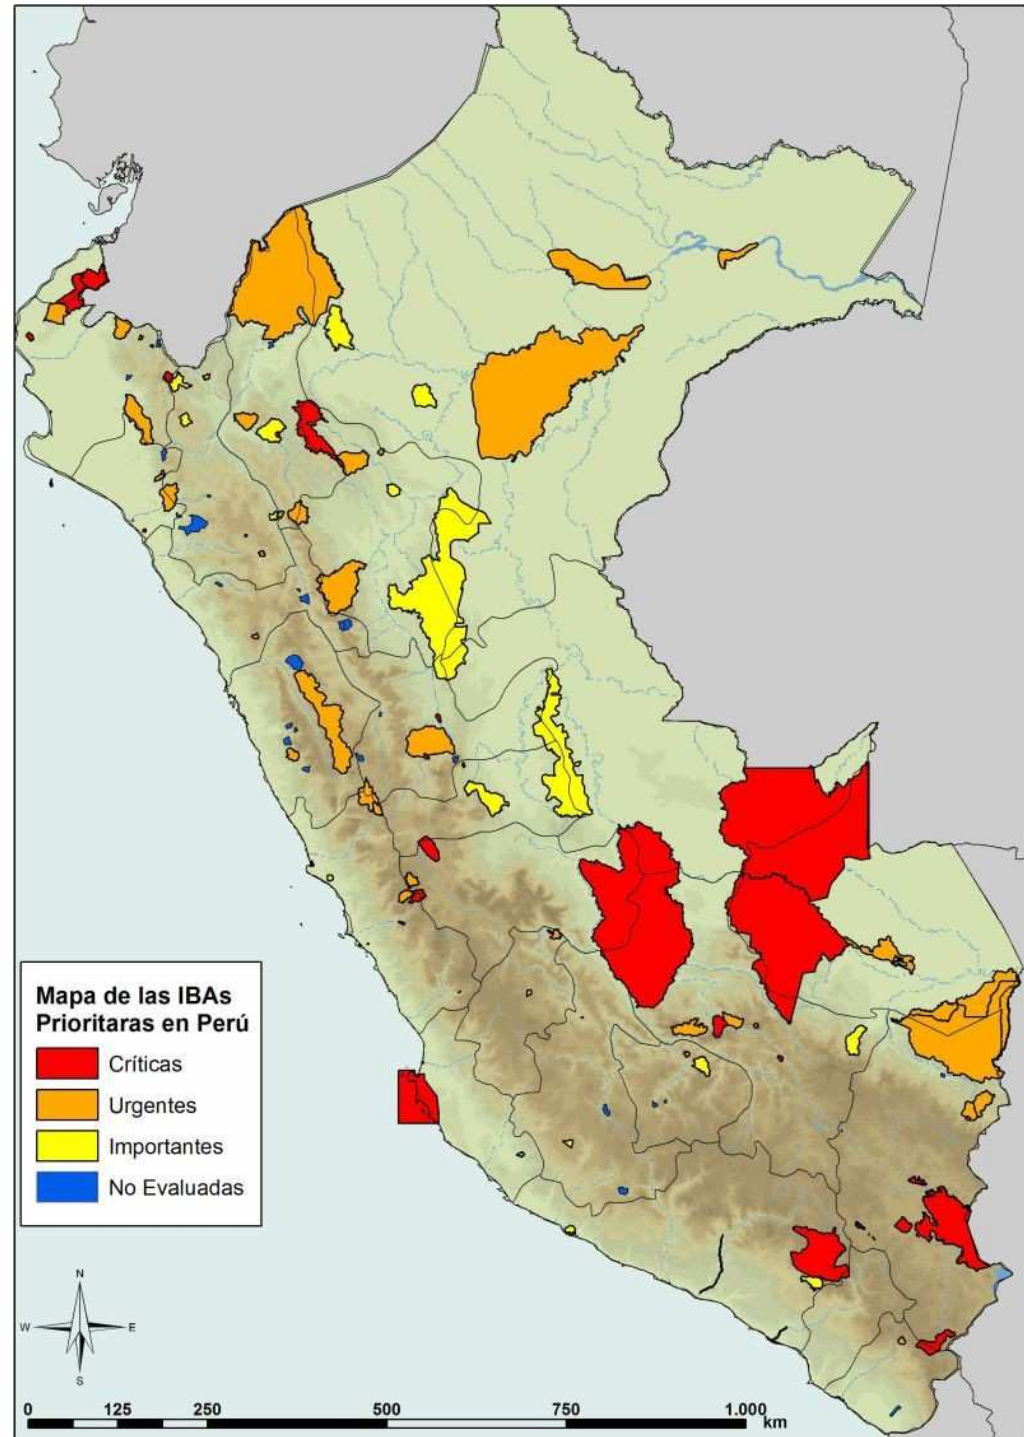 Mapa de las IBAs
Prioritaras en Perú
Críticas
Urgentes
Importantes
No Evaluadas
N
W E
S
0 125 250 500 750 1.000 km